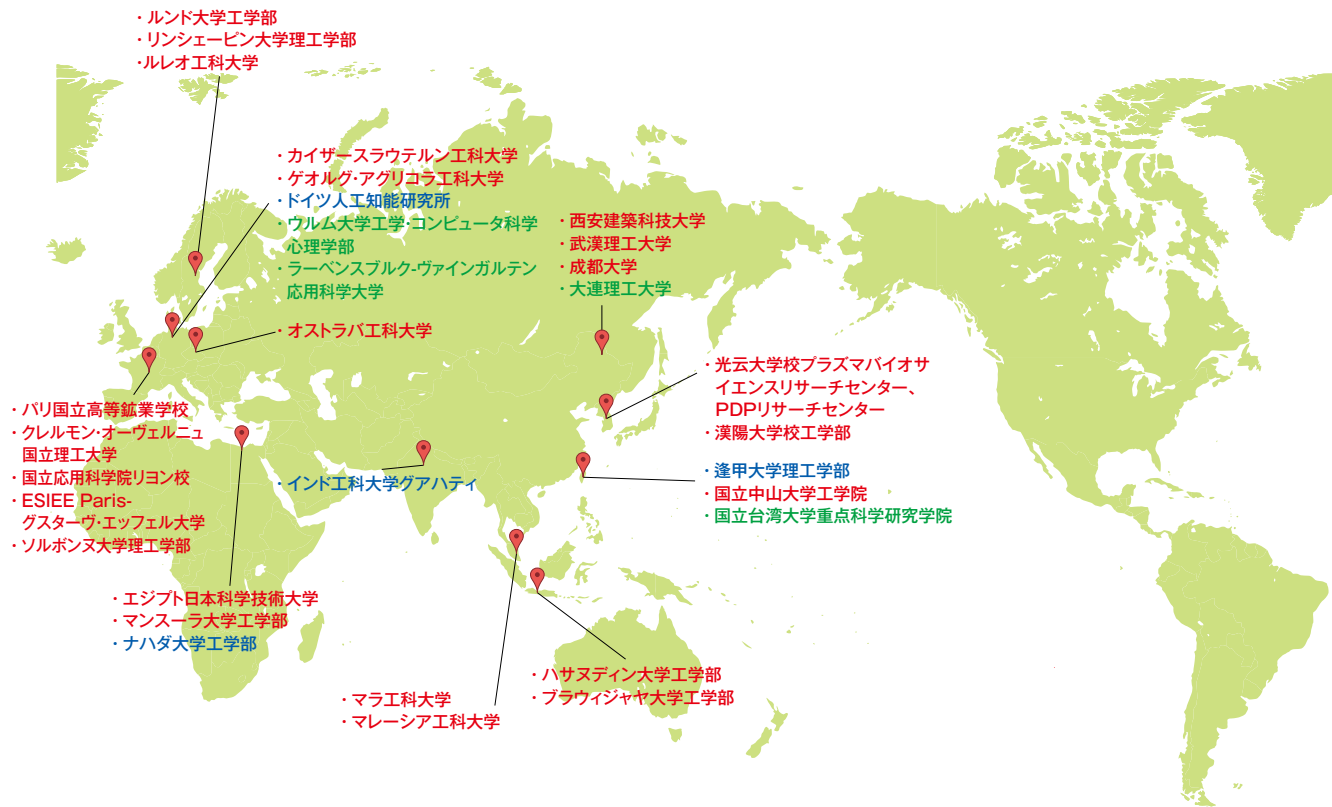 ・ルンド大学工学部
・リンシェーピン大学理工学部
・ルレオ工科大学
・カイザースラウテルン工科大学
・ゲオルグ・アグリコラ工科大学
・ドイツ人工知能研究所
・ウルム大学工学・コンピュータ科学
心理学部
・ラーベンスブルク-ヴァインガルテン
応用科学大学
・オストラバ工科大学
・西安建築科技大学
・武漢理工大学
・成都大学
・大連理工大学
・光云大学校プラズマバイオサ
イエンスリサーチセンター、
PDPリサーチセンター
・漢陽大学校工学部
・パリ国立高等鉱業学校
・クレルモン・オーヴェルニュ
国立理工大学
・国立応用科学院リヨン校
・ESIEE Paris-
グスターヴ・エッフェル大学
・ソルボンヌ大学理工学部
・インド工科大学グアハティ
・逢甲大学理工学部
・国立中山大学工学院
・国立台湾大学重点科学研究学院
・エジプト日本科学技術大学
・マンスーラ大学工学部
・ナハダ大学工学部
・マラ工科大学
・マレーシア工科大学
・ハサヌディン大学工学部
・ブラウィジャヤ大学工学部